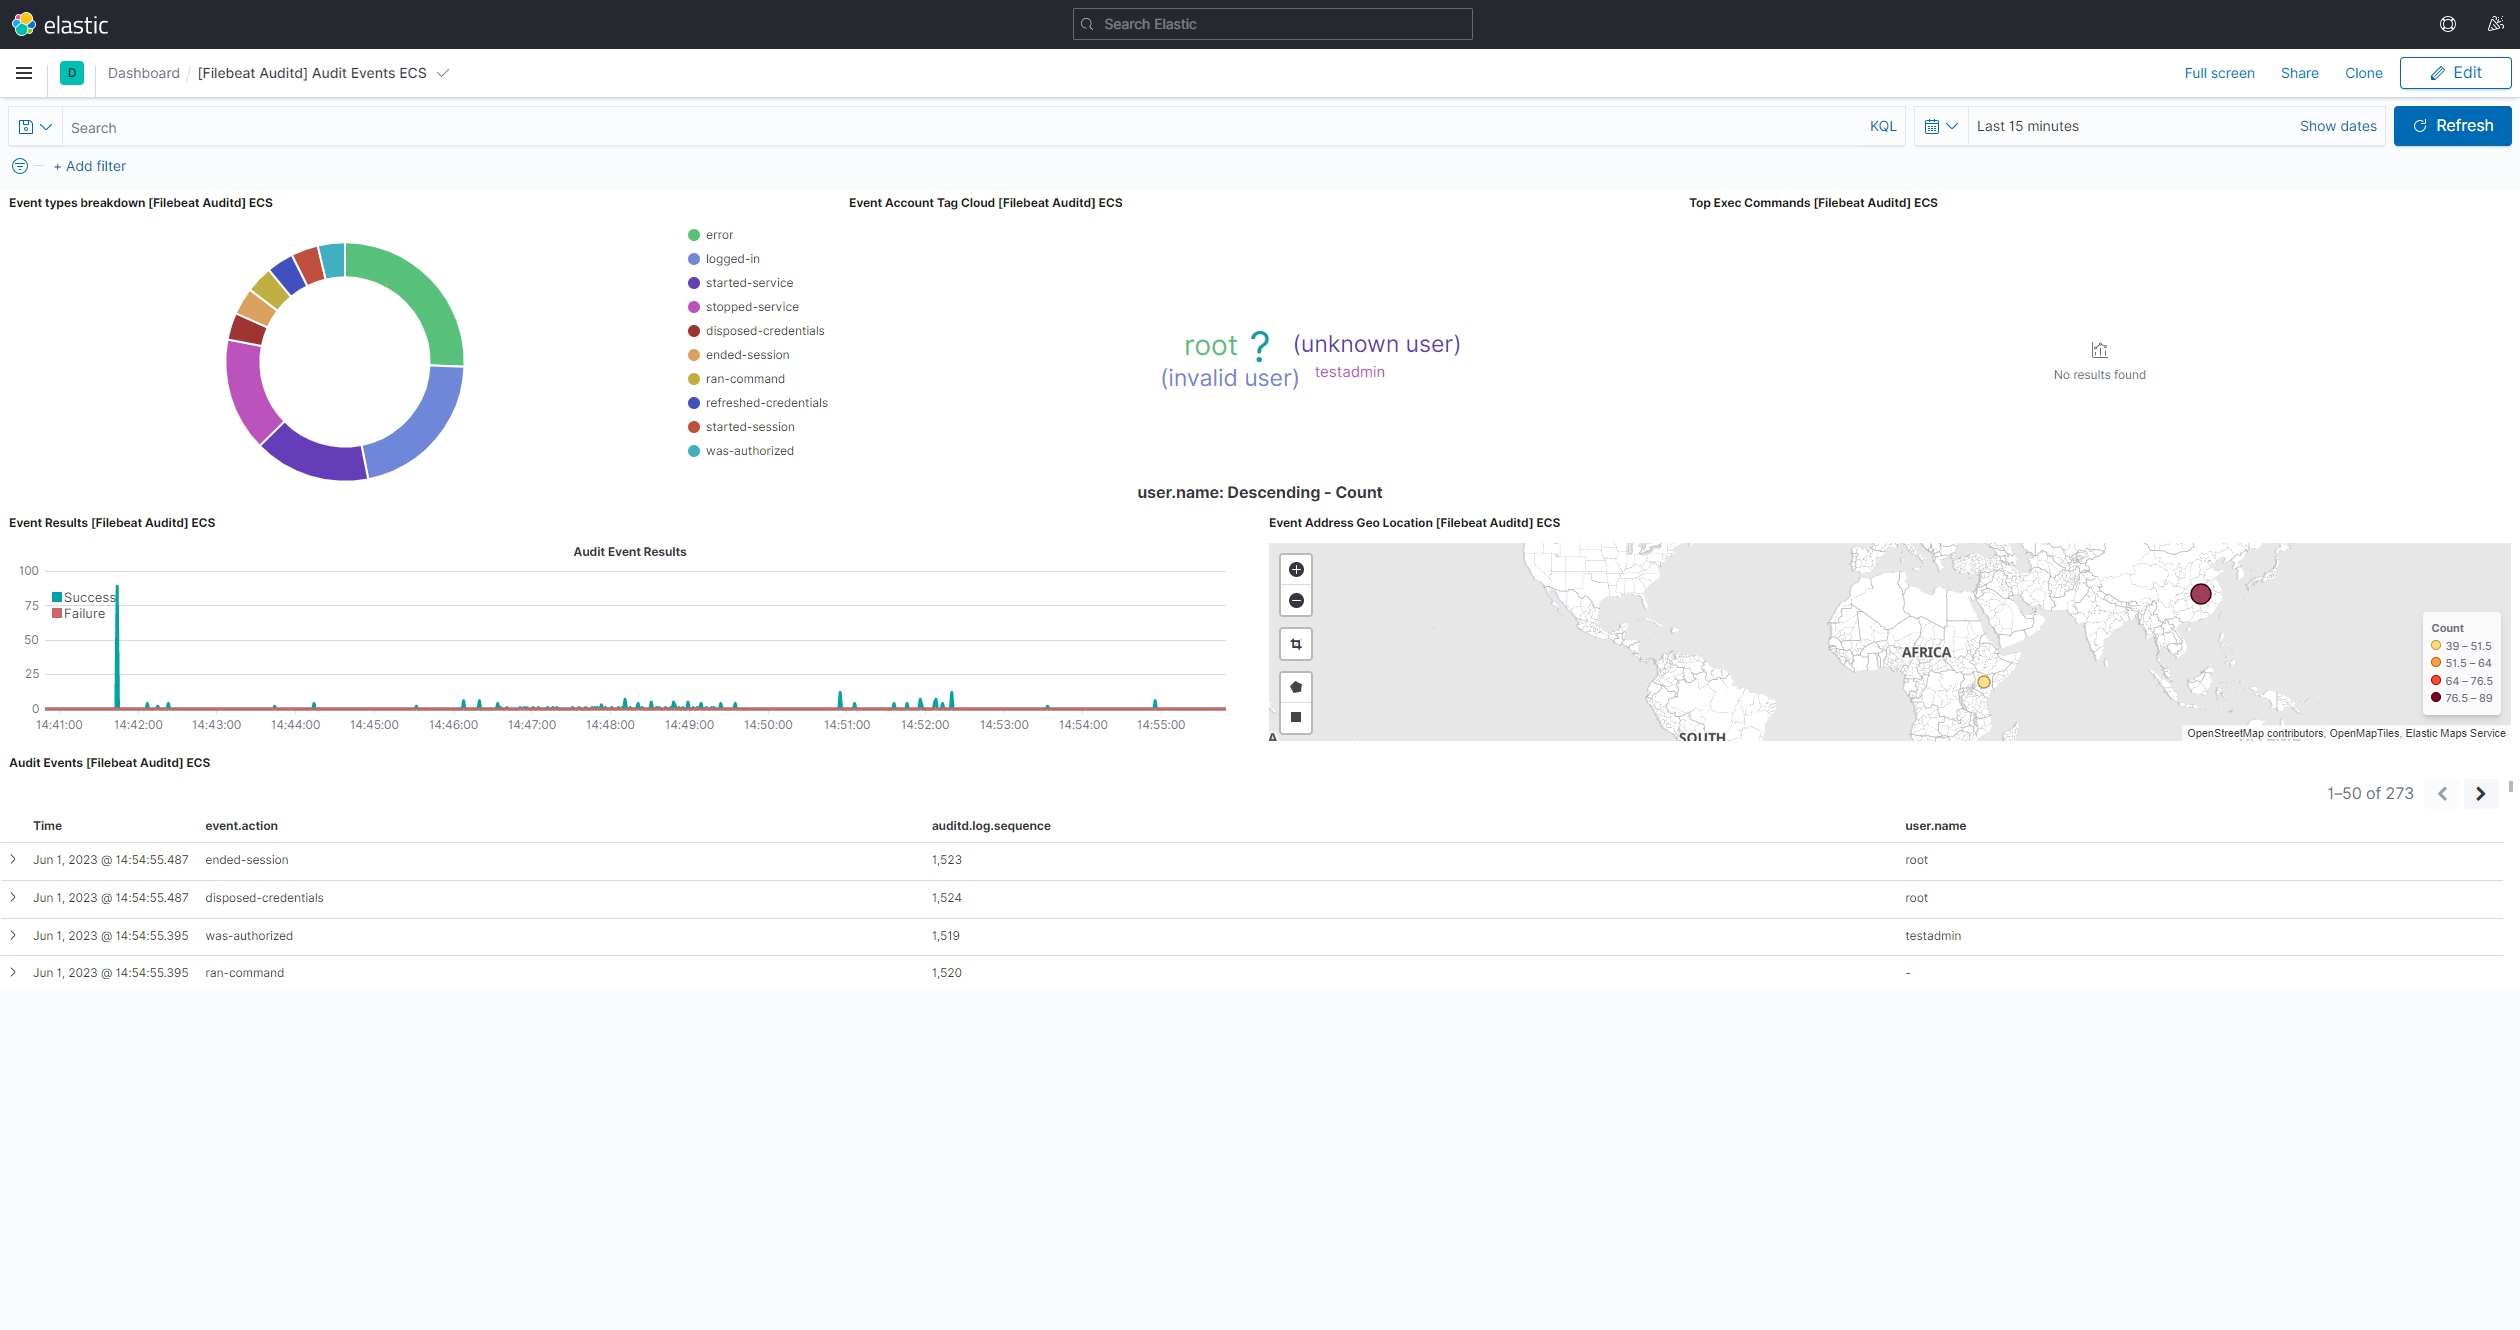 elastic
Search Elastic
D
Dashboard / [Filebeat Auditd] Audit Events ECS
Full screen
Share
Clone
Edit
Search
KQL
Last 15 minutes
Show dates
Refresh
+ Add filter
Event types breakdown [Filebeat Auditd] ECS
error
logged-in
started-service
stopped-service
disposed-credentials
ended-session
ran-command
refreshed-credentials
started-session
was-authorized
Event Account Tag Cloud [Filebeat Auditd] ECS
root ? (unknown user)
(invalid user) testadmin
user.name: Descending - Count
Top Exec Commands [Filebeat Auditd] ECS
No results found
Event Results [Filebeat Auditd] ECS
Audit Event Results
100
75
50
25
0
Success
Failure
14:41:00 14:42:00 14:43:00 14:44:00 14:45:00 14:46:00 14:47:00 14:48:00 14:49:00 14:50:00 14:51:00 14:52:00 14:53:00 14:54:00 14:55:00
Event Address Geo Location [Filebeat Auditd] ECS
AFRICA
SOUTH
A
Count
39 – 51.5
51.5 – 64
64 – 76.5
76.5 – 89
OpenStreetMap contributors, OpenMapTiles, Elastic Maps Service
Audit Events [Filebeat Auditd] ECS
1–50 of 273
Time event.action auditd.log.sequence user.name
Jun 1, 2023 @ 14:54:55.487 ended-session 1,523 root
Jun 1, 2023 @ 14:54:55.487 disposed-credentials 1,524 root
Jun 1, 2023 @ 14:54:55.395 was-authorized 1,519 testadmin
Jun 1, 2023 @ 14:54:55.395 ran-command 1,520 -